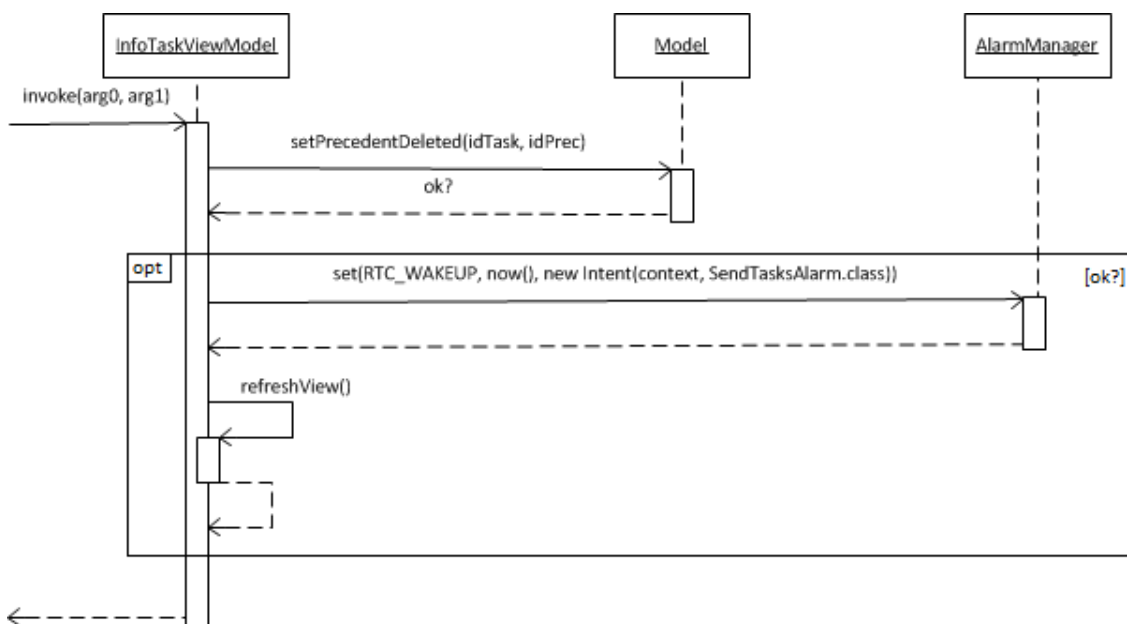 InfoTaskViewModel
Model
AlarmManager
invoke(arg0, arg1)
setPrecedentDeleted(idTask, idPrec)
ok?
opt
set(RTC_WAKEUP, now(), new Intent(context, SendTasksAlarm.class))
[ok?]
refreshView()